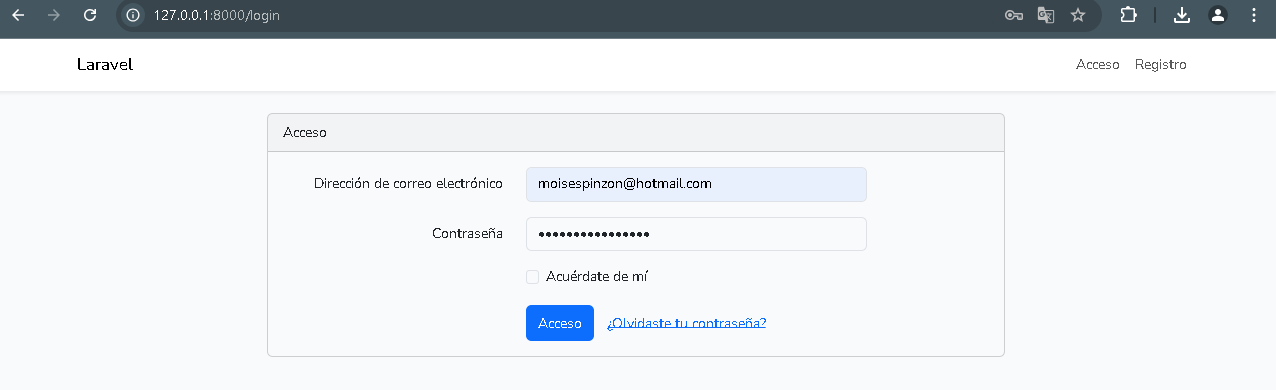 127.0.0.1:8000/login
Laravel
Acceso Registro
Acceso
Dirección de correo electrónico moisespinzon@hotmail.com
Contraseña ••••••••••••••••
Acuérdate de mí
Acceso ¿Olvidaste tu contraseña?